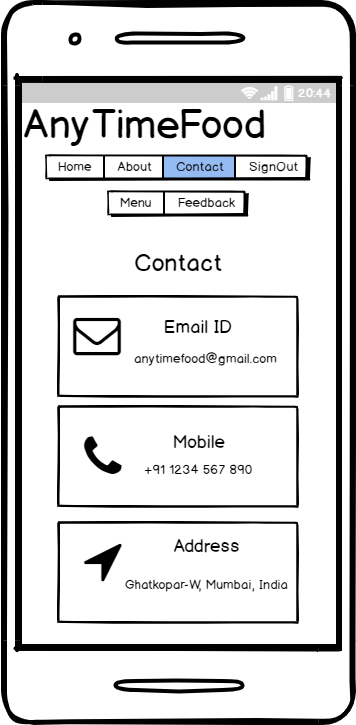 20:44
AnyTimeFood
Home About Contact SignOut
Menu Feedback
Contact
Email ID
anytimefood@gmail.com
Mobile
+91 1234 567 890
Address
Ghatkopar-W, Mumbai, India